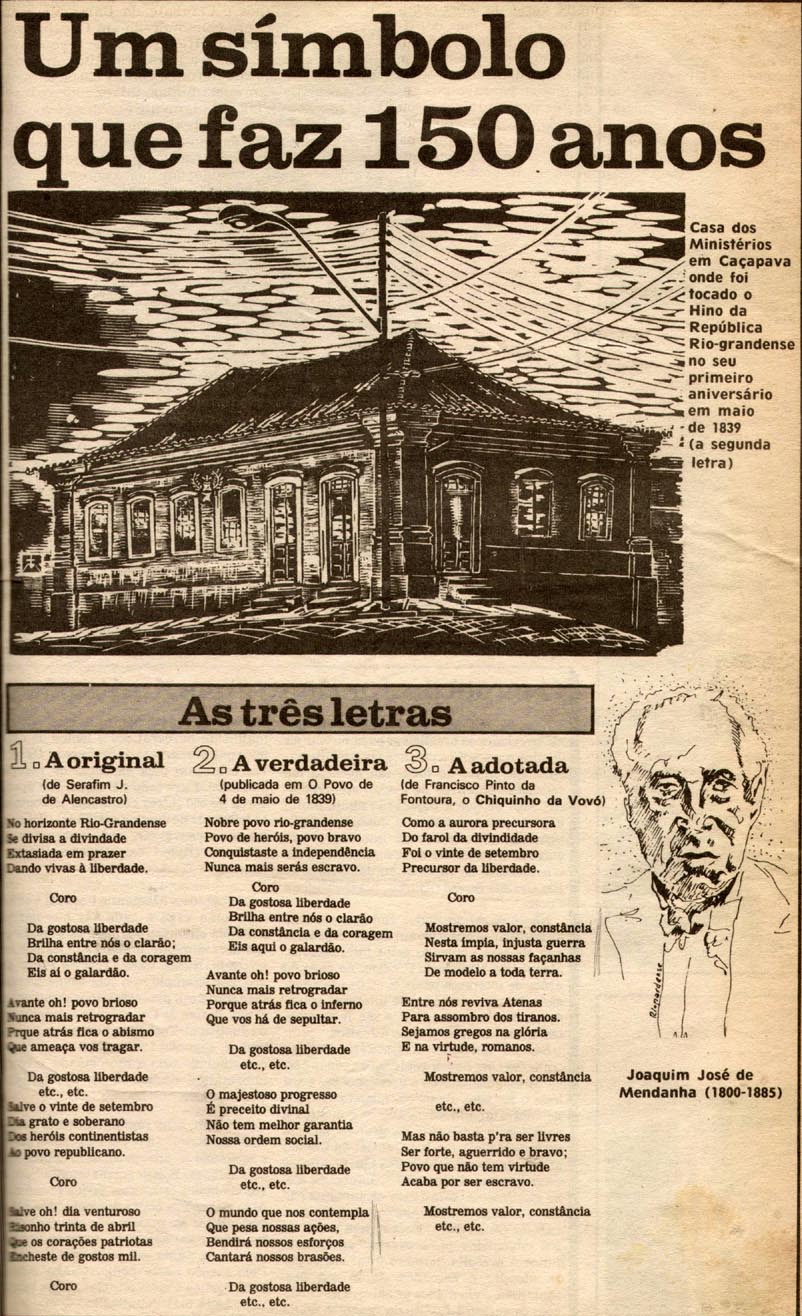 Um símbolo
que faz 150 anos
Casa dos
Ministérios
em Caçapava
onde foi
tocado o
Hino da
República
Rio-grandense
no seu
primeiro
aniversário
em maio
de 1839
(a segunda
letra)
As três letras
1. A original
(de Serafim J.
de Alencastro)
No horizonte Rio-Grandense
Se divisa a divindade
Extasiada em prazer
Dando vivas à liberdade.
Coro
Da gostosa liberdade
Brilha entre nós o clarão;
Da constância e da coragem
Eis aí o galardão.
Avante oh! povo brioso
Nunca mais retrogradar
Prque atrás fica o abismo
Que ameaça vos tragar.
Da gostosa liberdade
etc., etc.
Salve o vinte de setembro
Dia grato e soberano
Dos heróis continentistas
Ao povo republicano.
Coro
Salve oh! dia venturoso
Risonho trinta de abril
Que os corações patriotas
Encheste de gostos mil.
Coro
2. A verdadeira
(publicada em O Povo de
4 de maio de 1839)
Nobre povo rio-grandense
Povo de heróis, povo bravo
Conquistaste a independência
Nunca mais serás escravo.
Coro
Da gostosa liberdade
Brilha entre nós o clarão
Da constância e da coragem
Eis aqui o galardão.
Avante oh! povo brioso
Nunca mais retrogradar
Porque atrás fica o inferno
Que vos há de sepultar.
Da gostosa liberdade
etc., etc.
O majestoso progresso
É preceito divinal
Não tem melhor garantia
Nossa ordem social.
Da gostosa liberdade
etc., etc.
O mundo que nos contempla
Que pesa nossas ações,
Bendirá nossos esforços
Cantará nossos brasões.
Da gostosa liberdade
etc., etc.
3. A adotada
(de Francisco Pinto da
Fontoura, o Chiquinho da Vovó)
Como a aurora precursora
Do farol da divindidade
Foi o vinte de setembro
Precursor da liberdade.
Coro
Mostremos valor, constância
Nesta ímpia, injusta guerra
Sirvam as nossas façanhas
De modelo a toda terra.
Entre nós reviva Atenas
Para assombro dos tiranos.
Sejamos gregos na glória
E na virtude, romanos.
Mostremos valor, constância
etc., etc.
Mas não basta p'ra ser livres
Ser forte, aguerrido e bravo;
Povo que não tem virtude
Acaba por ser escravo.
Mostremos valor, constância
etc., etc.
Joaquim José de
Mendanha (1800-1885)